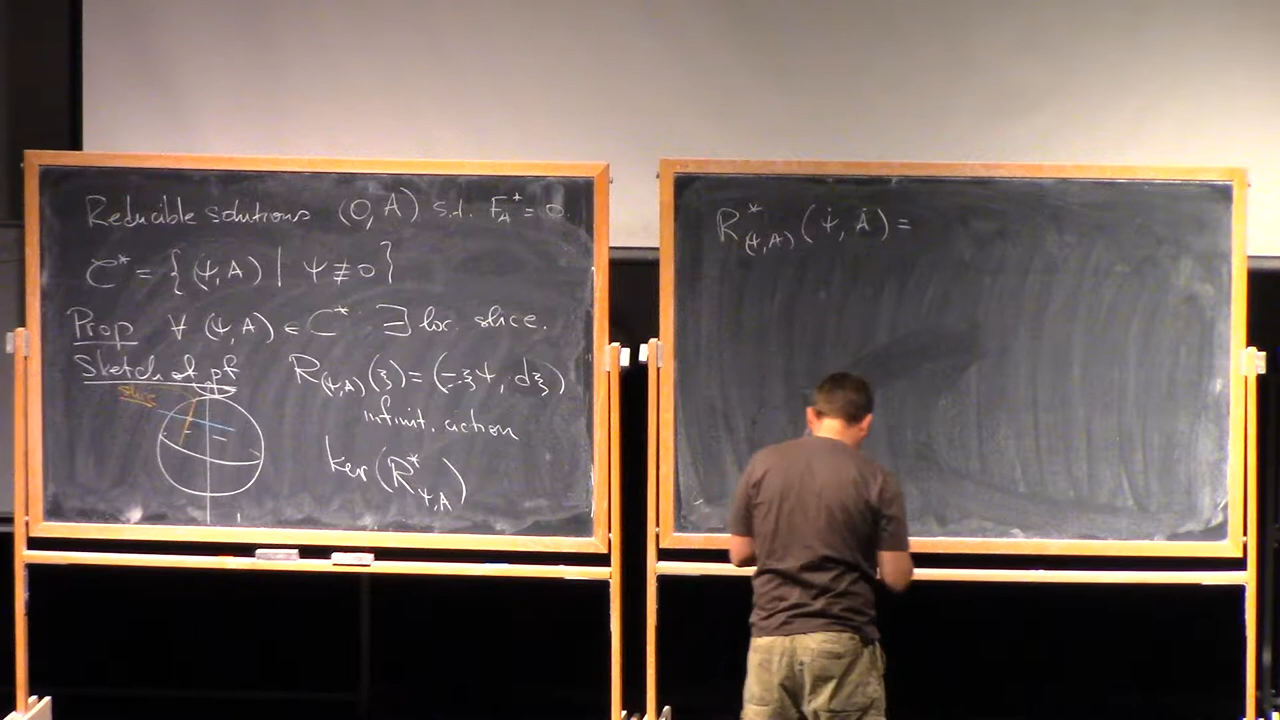 Reducible solutions (0, A) s.t. F_A^+ = 0.
C^* = { (ψ, A) | ψ ≢ 0 }
Prop ∀ (ψ, A) ∈ C^* ∃ loc. slice.
Sketch of pf R_(ψ,A) (ξ) = (-ξψ, dξ)
slice
infinit. action
ker (R^*_ψ,A)
R^*_(ψ,A) (ψ̇, Ȧ) =